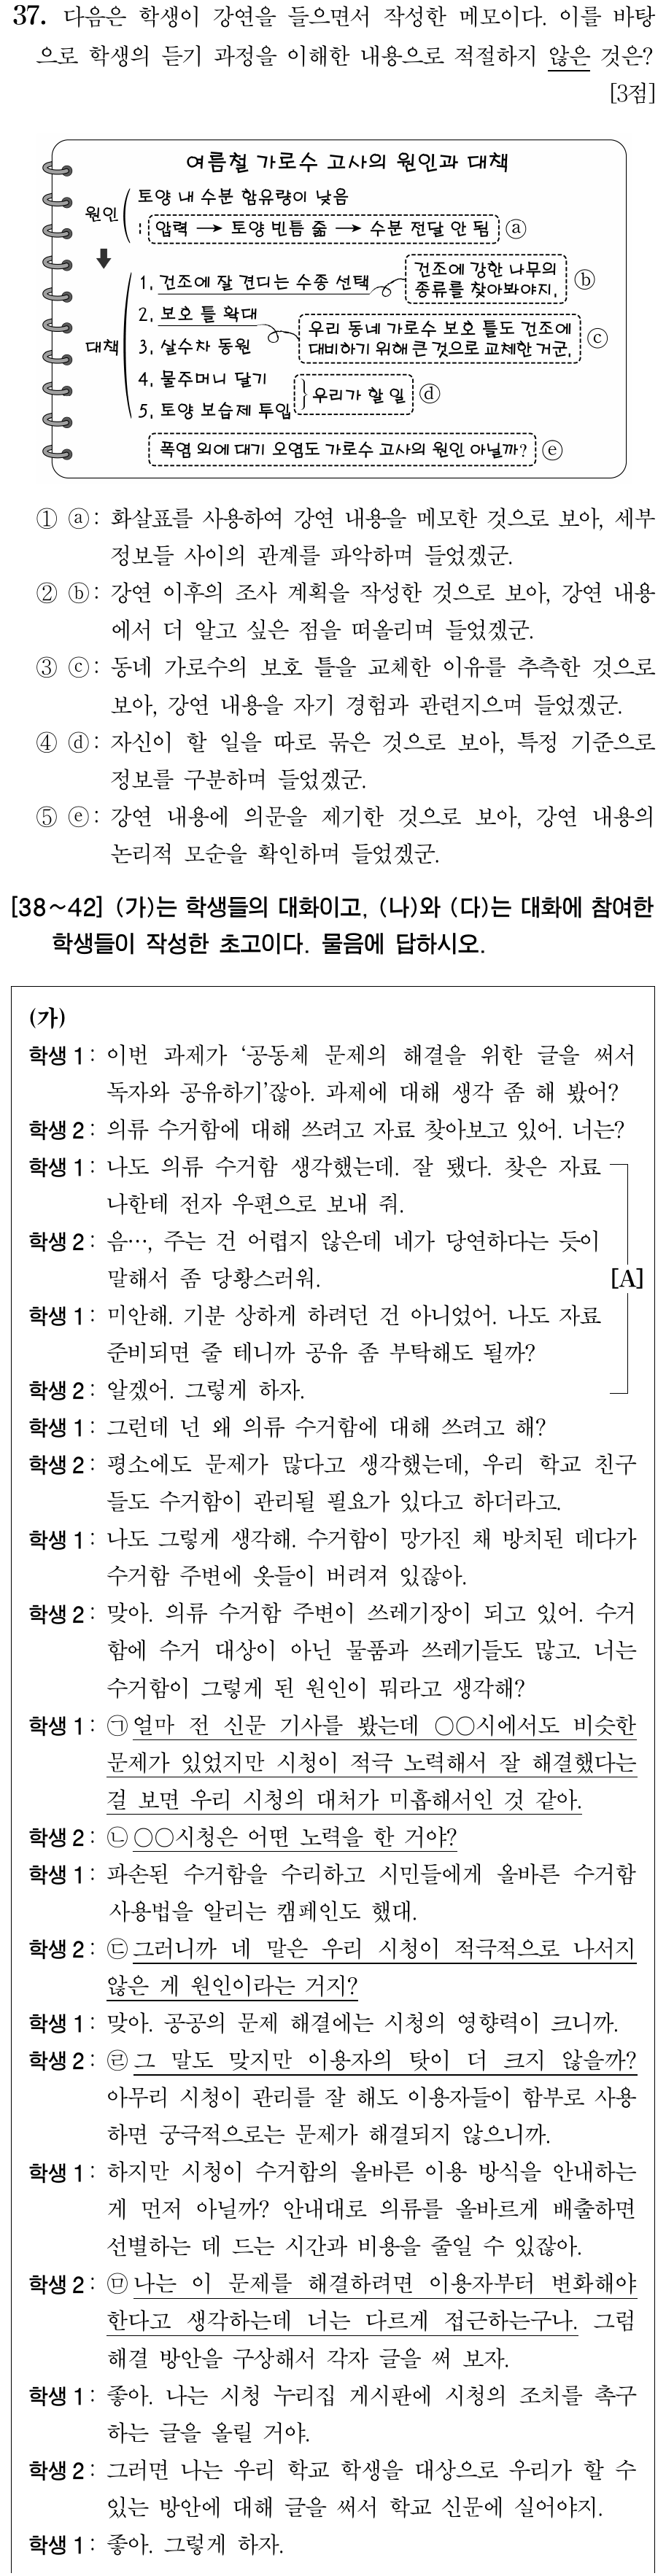 37. 다음은 학생이 강연을 들으면서 작성한 메모이다. 이를 바탕
으로 학생의 듣기 과정을 이해한 내용으로 적절하지 않은 것은?
[3점]
여름철 가로수 고사의 원인과 대책
원인
토양 내 수분 함유량이 낮음
: 압력 → 토양 빈틈 줆 → 수분 전달 안 됨 ⓐ
대책
1. 건조에 잘 견디는 수종 선택
건조에 강한 나무의
종류를 찾아봐야지. ⓑ
2. 보호 틀 확대
우리 동네 가로수 보호 틀도 건조에
대비하기 위해 큰 것으로 교체한 거군. ⓒ
3. 살수차 동원
4. 물주머니 달기
5. 토양 보습제 투입
우리가 할 일 ⓓ
폭염 외에 대기 오염도 가로수 고사의 원인 아닐까? ⓔ
① ⓐ: 화살표를 사용하여 강연 내용을 메모한 것으로 보아, 세부
정보들 사이의 관계를 파악하며 들었겠군.
② ⓑ: 강연 이후의 조사 계획을 작성한 것으로 보아, 강연 내용
에서 더 알고 싶은 점을 떠올리며 들었겠군.
③ ⓒ: 동네 가로수의 보호 틀을 교체한 이유를 추측한 것으로
보아, 강연 내용을 자기 경험과 관련지으며 들었겠군.
④ ⓓ: 자신이 할 일을 따로 묶은 것으로 보아, 특정 기준으로
정보를 구분하며 들었겠군.
⑤ ⓔ: 강연 내용에 의문을 제기한 것으로 보아, 강연 내용의
논리적 모순을 확인하며 들었겠군.
[38~42] (가)는 학생들의 대화이고, (나)와 (다)는 대화에 참여한
학생들이 작성한 초고이다. 물음에 답하시오.
(가)
학생 1: 이번 과제가 ‘공동체 문제의 해결을 위한 글을 써서
독자와 공유하기’잖아. 과제에 대해 생각 좀 해 봤어?
학생 2: 의류 수거함에 대해 쓰려고 자료 찾아보고 있어. 너는?
학생 1: 나도 의류 수거함 생각했는데. 잘 됐다. 찾은 자료
나한테 전자 우편으로 보내 줘.
학생 2: 음…, 주는 건 어렵지 않은데 네가 당연하다는 듯이
말해서 좀 당황스러워.
[A]
학생 1: 미안해. 기분 상하게 하려던 건 아니었어. 나도 자료
준비되면 줄 테니까 공유 좀 부탁해도 될까?
학생 2: 알겠어. 그렇게 하자.
학생 1: 그런데 넌 왜 의류 수거함에 대해 쓰려고 해?
학생 2: 평소에도 문제가 많다고 생각했는데, 우리 학교 친구
들도 수거함이 관리될 필요가 있다고 하더라고.
학생 1: 나도 그렇게 생각해. 수거함이 망가진 채 방치된 데다가
수거함 주변에 옷들이 버려져 있잖아.
학생 2: 맞아. 의류 수거함 주변이 쓰레기장이 되고 있어. 수거
함에 수거 대상이 아닌 물품과 쓰레기들도 많고. 너는
수거함이 그렇게 된 원인이 뭐라고 생각해?
학생 1: ㉠얼마 전 신문 기사를 봤는데 ○○시에서도 비슷한
문제가 있었지만 시청이 적극 노력해서 잘 해결했다는
걸 보면 우리 시청의 대처가 미흡해서인 것 같아.
학생 2: ㉡○○시청은 어떤 노력을 한 거야?
학생 1: 파손된 수거함을 수리하고 시민들에게 올바른 수거함
사용법을 알리는 캠페인도 했대.
학생 2: ㉢그러니까 네 말은 우리 시청이 적극적으로 나서지
않은 게 원인이라는 거지?
학생 1: 맞아. 공공의 문제 해결에는 시청의 영향력이 크니까.
학생 2: ㉣그 말도 맞지만 이용자의 탓이 더 크지 않을까?
아무리 시청이 관리를 잘 해도 이용자들이 함부로 사용
하면 궁극적으로는 문제가 해결되지 않으니까.
학생 1: 하지만 시청이 수거함의 올바른 이용 방식을 안내하는
게 먼저 아닐까? 안내대로 의류를 올바르게 배출하면
선별하는 데 드는 시간과 비용을 줄일 수 있잖아.
학생 2: ㉤나는 이 문제를 해결하려면 이용자부터 변화해야
한다고 생각하는데 너는 다르게 접근하는구나. 그럼
해결 방안을 구상해서 각자 글을 써 보자.
학생 1: 좋아. 나는 시청 누리집 게시판에 시청의 조치를 촉구
하는 글을 올릴 거야.
학생 2: 그러면 나는 우리 학교 학생을 대상으로 우리가 할 수
있는 방안에 대해 글을 써서 학교 신문에 실어야지.
학생 1: 좋아. 그렇게 하자.